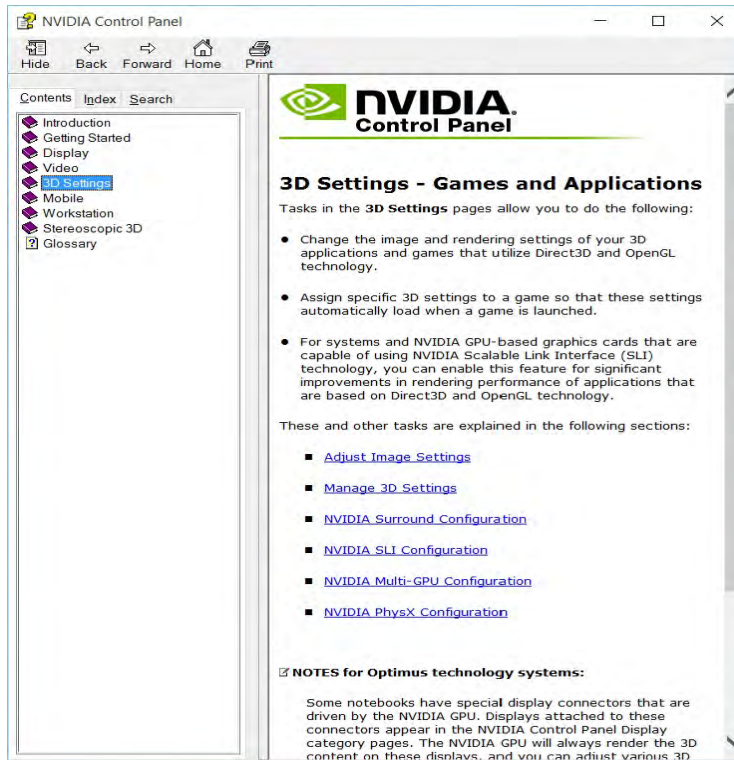 NVIDIA Control Panel
Hide Back Forward Home Print
Contents Index Search
Introduction
Getting Started
Display
Video
3D Settings
Mobile
Workstation
Stereoscopic 3D
Glossary
NVIDIA.
Control Panel
3D Settings - Games and Applications
Tasks in the 3D Settings pages allow you to do the following:
Change the image and rendering settings of your 3D
applications and games that utilize Direct3D and OpenGL
technology.
Assign specific 3D settings to a game so that these settings
automatically load when a game is launched.
For systems and NVIDIA GPU-based graphics cards that are
capable of using NVIDIA Scalable Link Interface (SLI)
technology, you can enable this feature for significant
improvements in rendering performance of applications that
are based on Direct3D and OpenGL technology.
These and other tasks are explained in the following sections:
Adjust Image Settings
Manage 3D Settings
NVIDIA Surround Configuration
NVIDIA SLI Configuration
NVIDIA Multi-GPU Configuration
NVIDIA PhysX Configuration
NOTES for Optimus technology systems:
Some notebooks have special display connectors that are
driven by the NVIDIA GPU. Displays attached to these
connectors appear in the NVIDIA Control Panel Display
category pages. The NVIDIA GPU will always render the 3D
content on these displays, and you can adjust various 3D